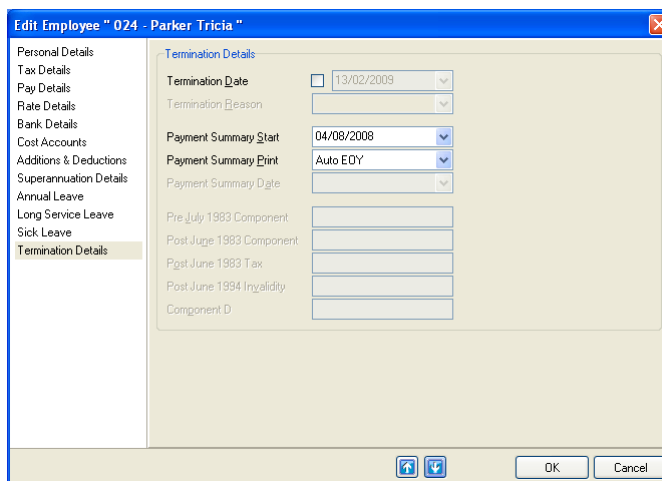 Edit Employee " 024 - Parker Tricia "
Personal Details
Tax Details
Pay Details
Rate Details
Bank Details
Cost Accounts
Additions & Deductions
Superannuation Details
Annual Leave
Long Service Leave
Sick Leave
Termination Details
Termination Details
Termination Date 13/02/2009
Termination Reason
Payment Summary Start 04/08/2008
Payment Summary Print Auto EOY
Payment Summary Date
Pre July 1983 Component
Post June 1983 Component
Post June 1983 Tax
Post June 1994 Invalidity
Component D
OK Cancel